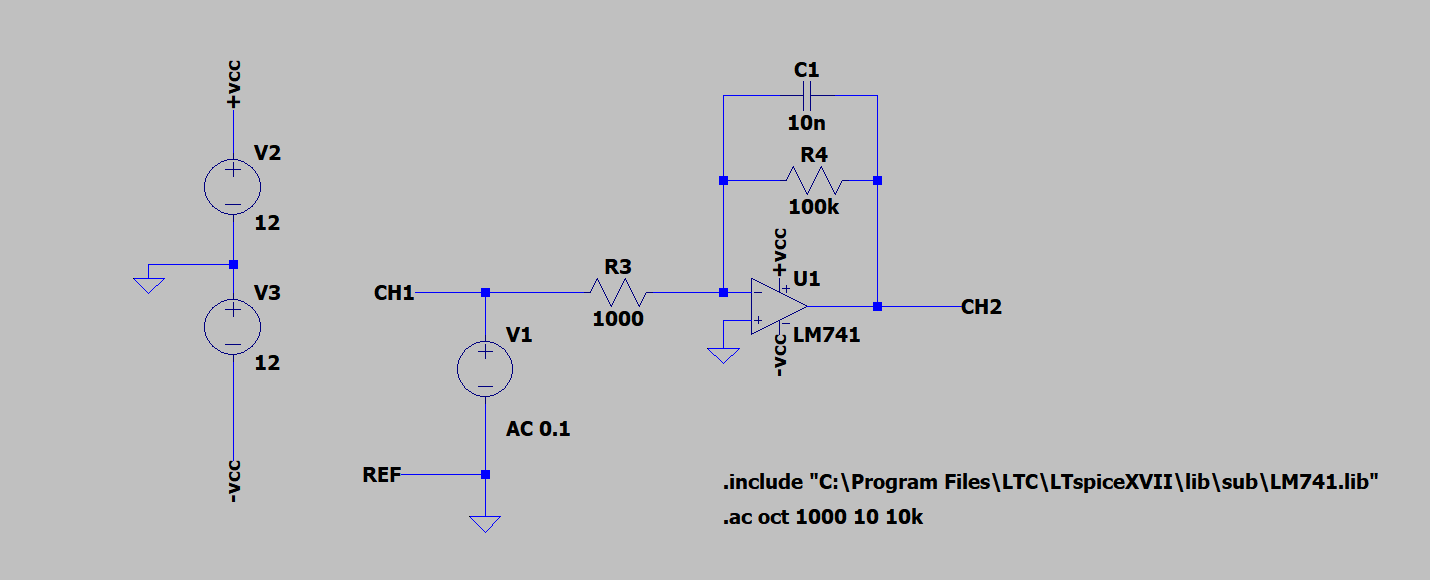 +vcc
V2
12
V3
12
-vcc
CH1
V1
AC 0.1
REF
R3
1000
C1
10n
R4
100k
+vcc
U1
LM741
-vcc
CH2
.include "C:\Program Files\LTC\LTspiceXVII\lib\sub\LM741.lib"
.ac oct 1000 10 10k